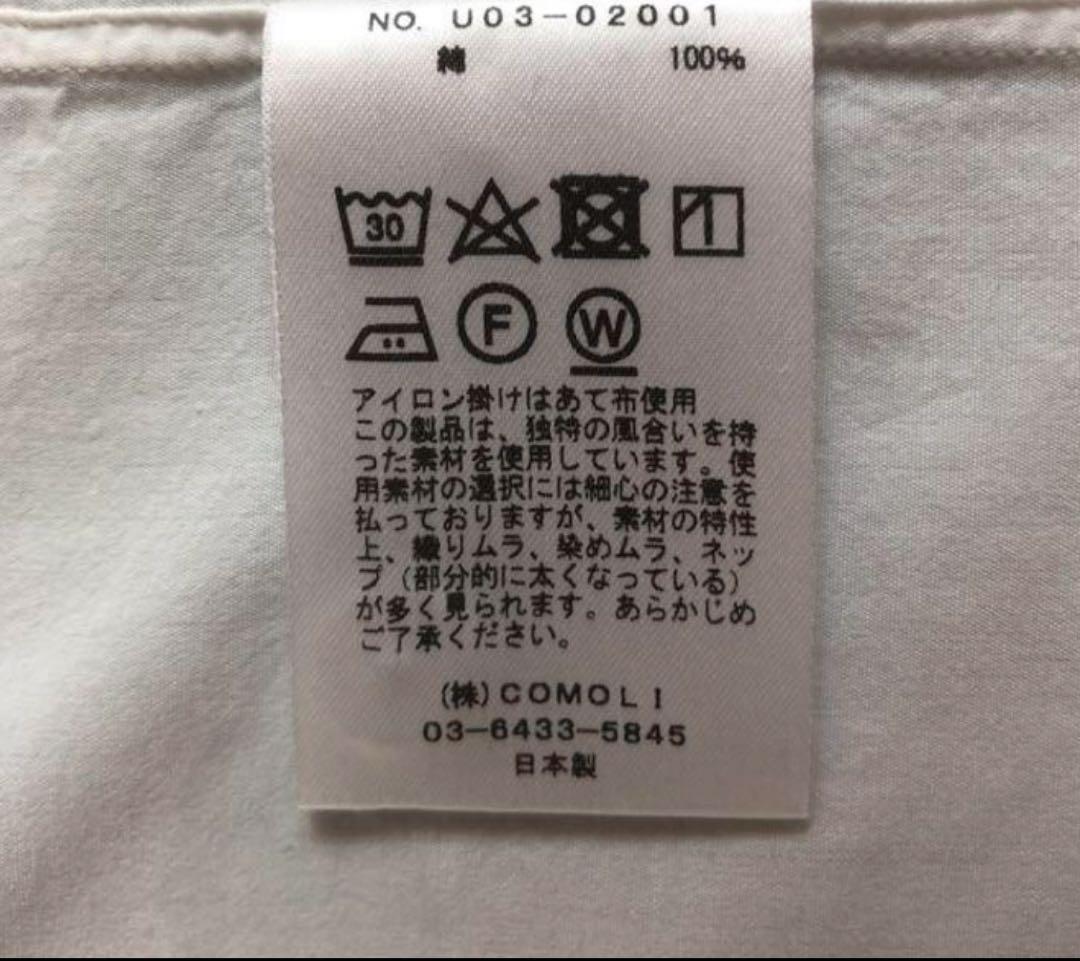 NO. U03-02001
綿 100%
30
F W
アイロン掛けはあて布使用
この製品は、独特の風合いを持
った素材を使用しています。使
用素材の選択には細心の注意を
払っておりますが、素材の特性
上、織りムラ、染めムラ、ネッ
プ（部分的に太くなっている）
が多く見られます。あらかじめ
ご了承ください。
(株)COMOLI
03-6433-5845
日本製